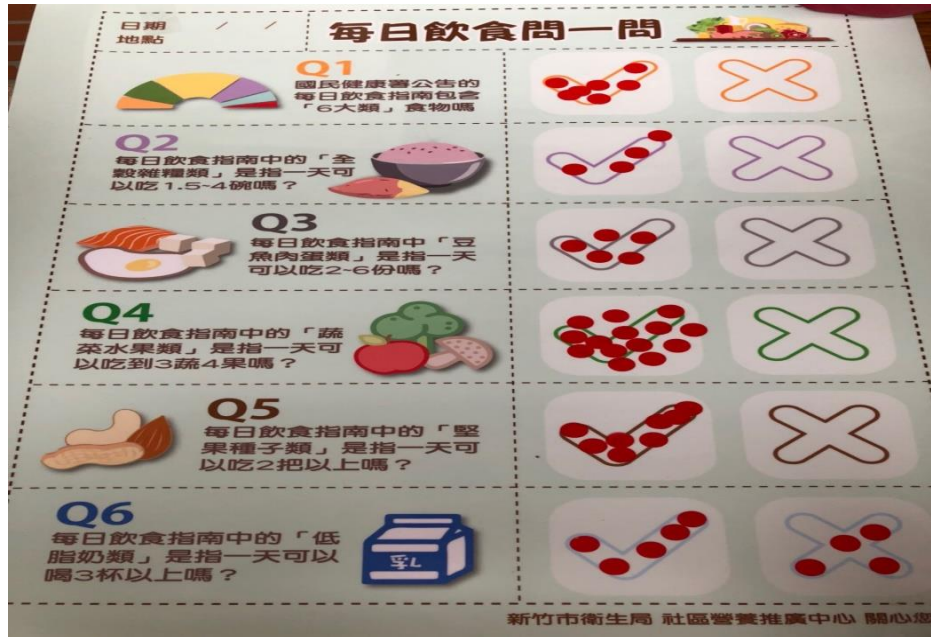 日期 / /
地點
每日飲食問一問
Q1
國民健康署公告的
每日飲食指南包含
「6大類」食物嗎
Q2
每日飲食指南中的「全
穀雜糧類」是指一天可
以吃1.5~4碗嗎？
Q3
每日飲食指南中「豆
魚肉蛋類」是指一天
可以吃2~6份嗎？
Q4
每日飲食指南中的「蔬
菜水果類」是指一天可
以吃到3蔬4果嗎？
Q5
每日飲食指南中的「堅
果種子類」是指一天可
以吃2把以上嗎？
Q6
每日飲食指南中的「低
脂奶類」是指一天可以
喝3杯以上嗎？
新竹市衛生局 社區營養推廣中心 關心您